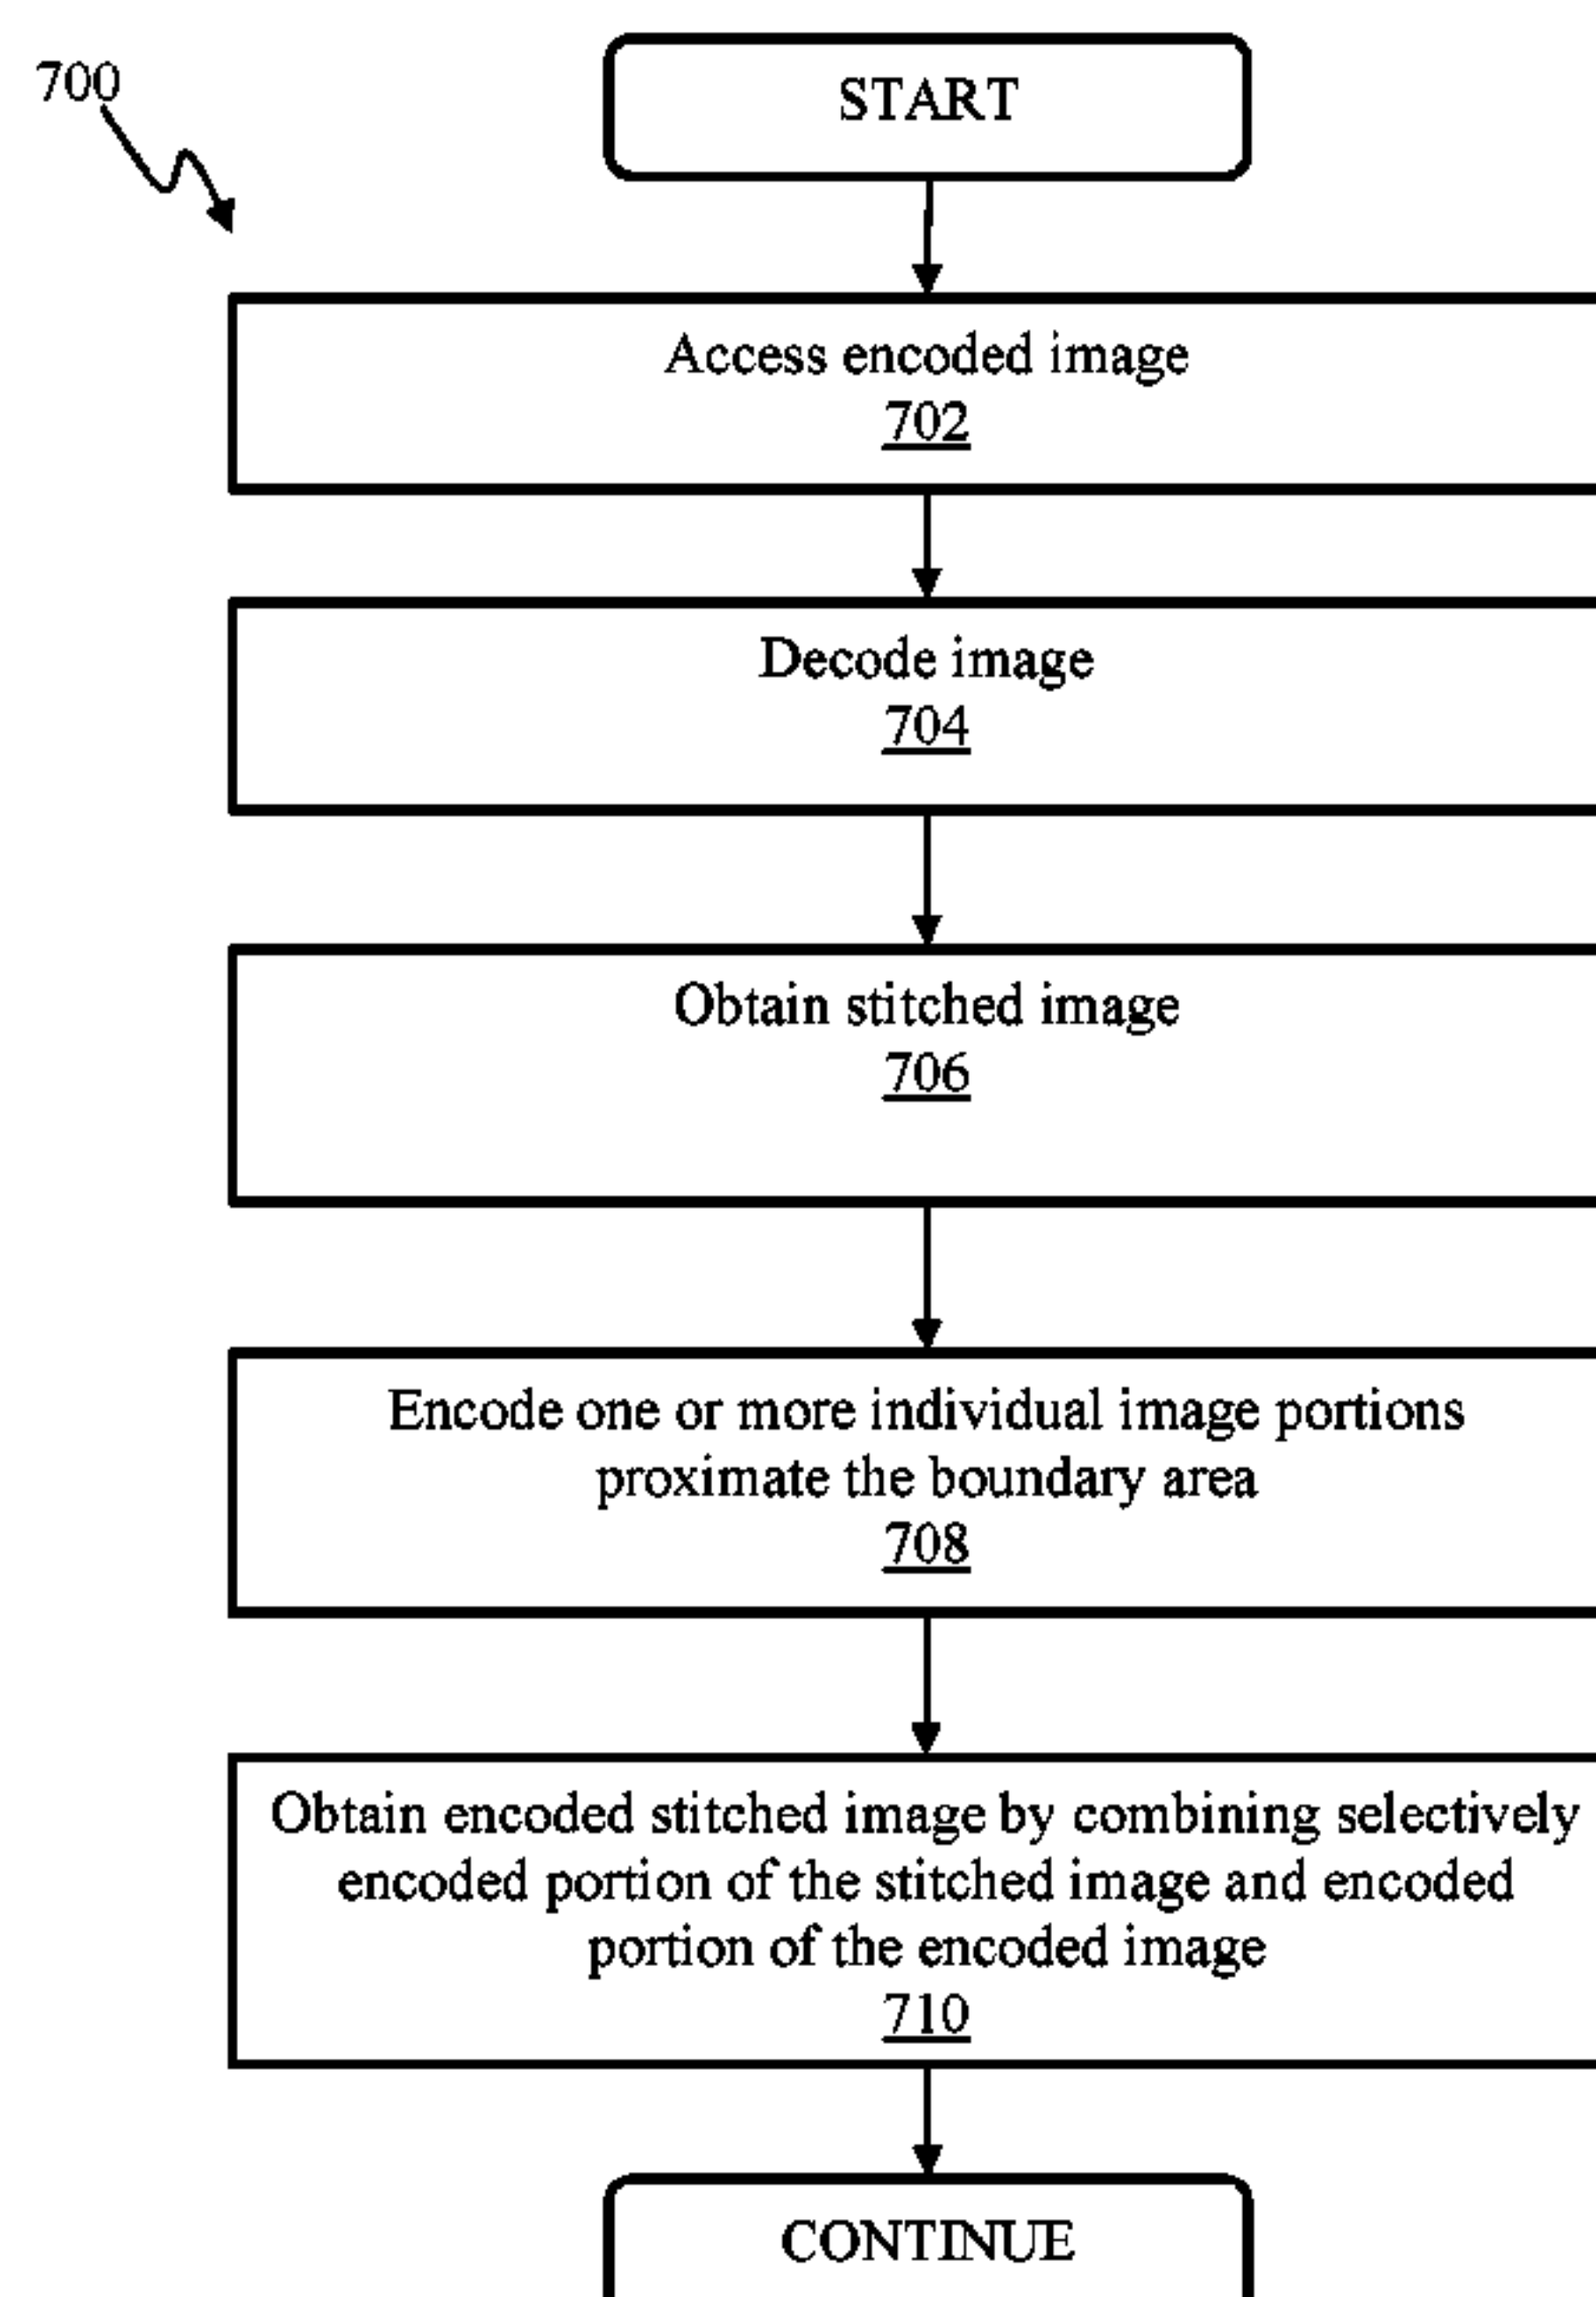 700
START
Access encoded image
702
Decode image
704
Obtain stitched image
706
Encode one or more individual image portions
proximate the boundary area
708
Obtain encoded stitched image by combining selectively
encoded portion of the stitched image and encoded
portion of the encoded image
710
CONTINUE